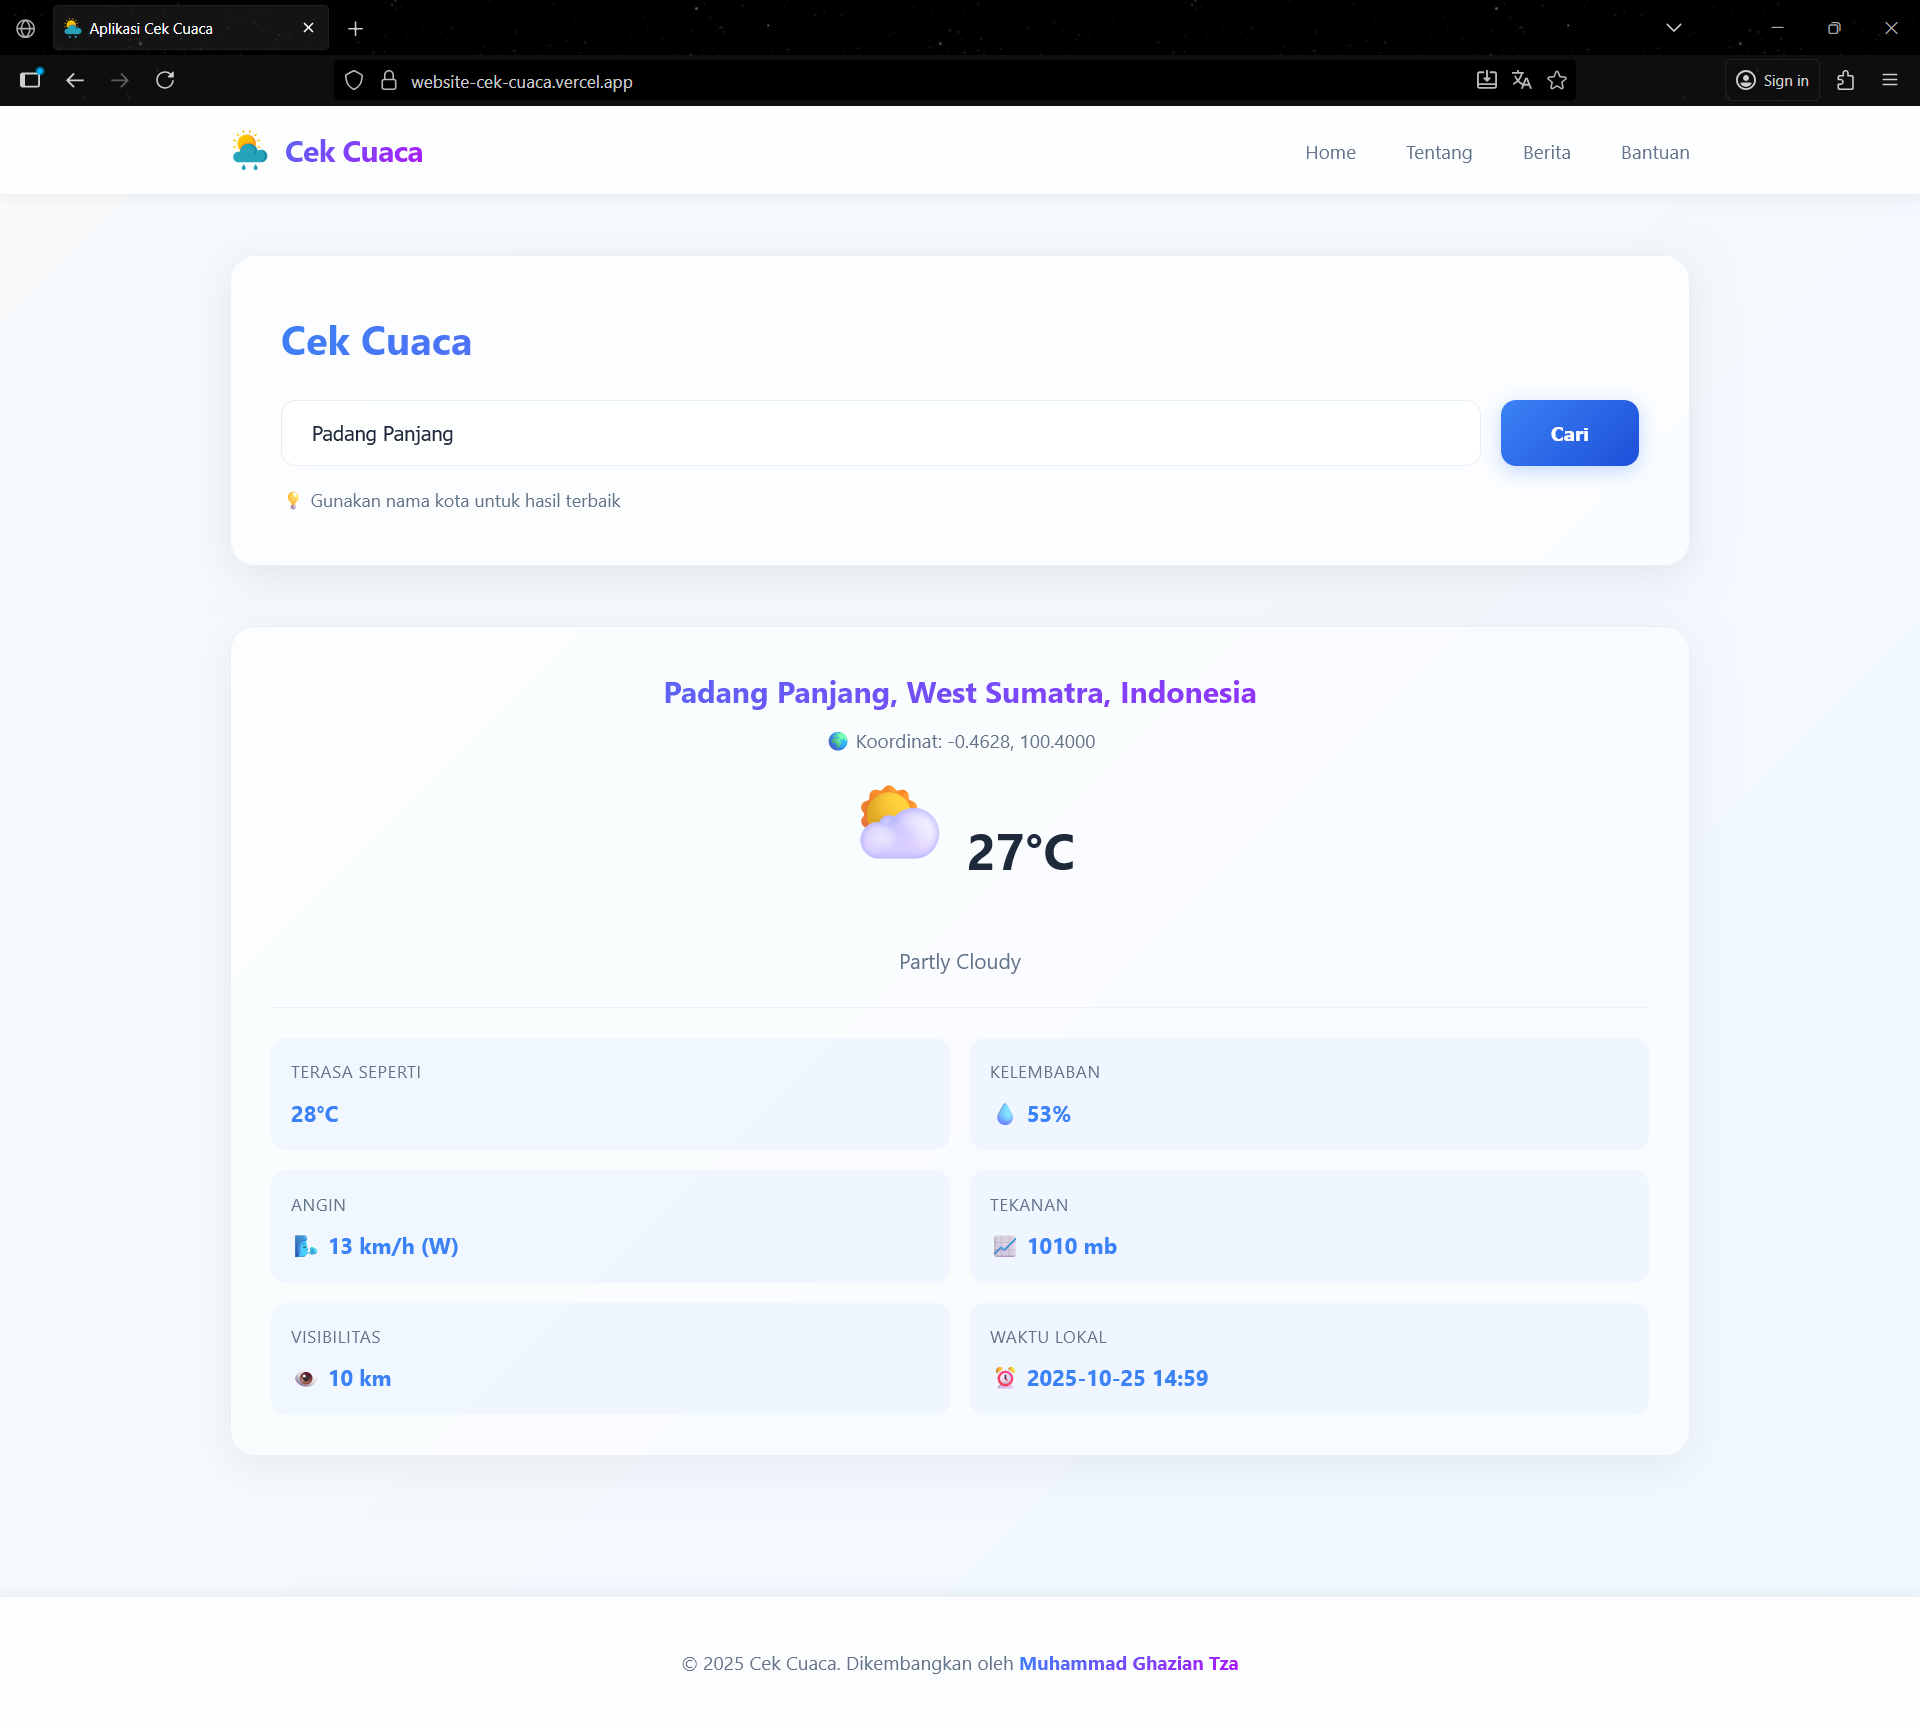 Aplikasi Cek Cuaca
website-cek-cuaca.vercel.app
Sign in
Cek Cuaca
Home
Tentang
Berita
Bantuan
Cek Cuaca
Padang Panjang
Cari
Gunakan nama kota untuk hasil terbaik
Padang Panjang, West Sumatra, Indonesia
Koordinat: -0.4628, 100.4000
27°C
Partly Cloudy
TERASA SEPERTI
28°C
KELEMBABAN
53%
ANGIN
13 km/h (W)
TEKANAN
1010 mb
VISIBILITAS
10 km
WAKTU LOKAL
2025-10-25 14:59
© 2025 Cek Cuaca. Dikembangkan oleh Muhammad Ghazian Tza